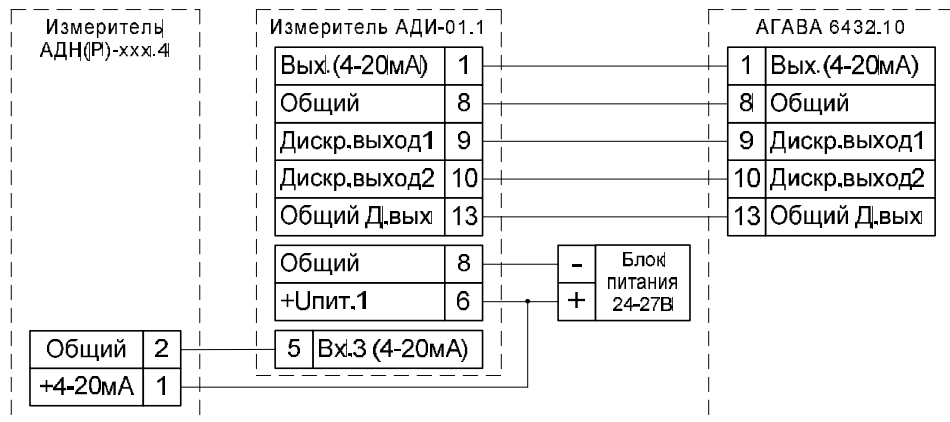 Измеритель
АДН(Р)-xxx.4
Общий 2
+4-20мА 1
Измеритель АДИ-01.1
Вых.(4-20мА) 1
Общий 8
Дискр.выход1 9
Дискр.выход2 10
Общий Д.вых 13
Общий 8
+Uпит.1 6
5 Вх.3 (4-20мА)
- Блок
питания
+ 24-27В
АГАВА 6432.10
1 Вых.(4-20мА)
8 Общий
9 Дискр.выход1
10 Дискр.выход2
13 Общий Д.вых